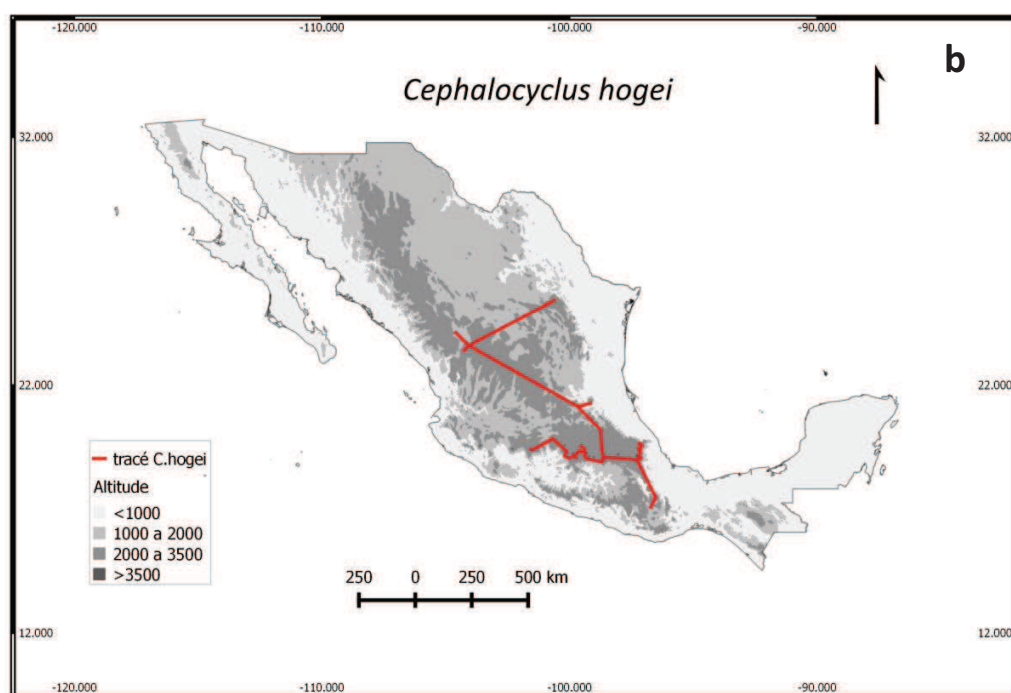 -120.000 -110.000 -100.000 -90.000
b
Cephalocyclus hogei
32.000 32.000
22.000 22.000
tracé C.hogei
Altitude
<1000
1000 a 2000
2000 a 3500
>3500
250 0 250 500 km
12.000 12.000
-120.000 -110.000 -100.000 -90.000